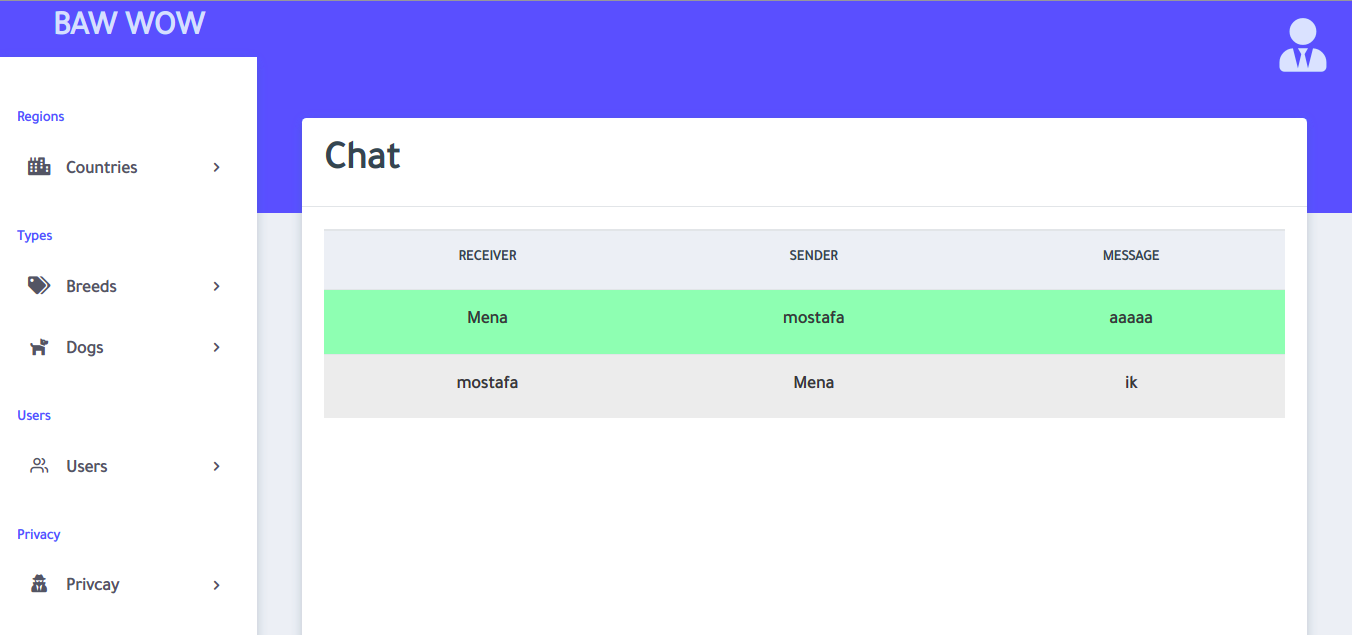 BAW WOW
Regions
Countries
Types
Breeds
Dogs
Users
Users
Privacy
Privcay
Chat
RECEIVER SENDER MESSAGE
Mena mostafa aaaaa
mostafa Mena ik